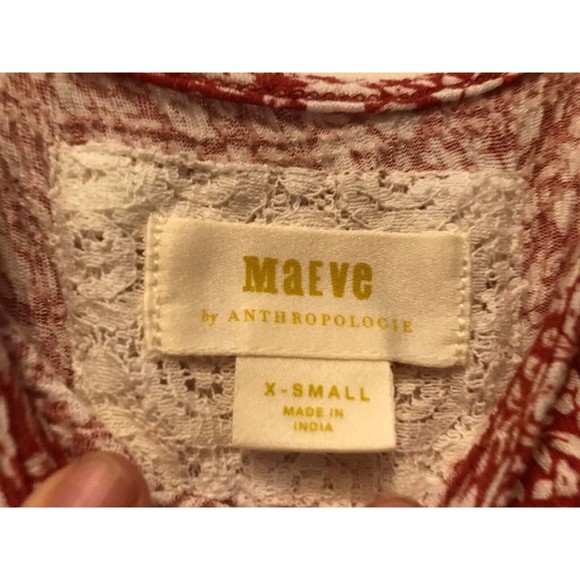 MaEve
by ANTHROPOLOGIE
X-SMALL
MADE IN
INDIA